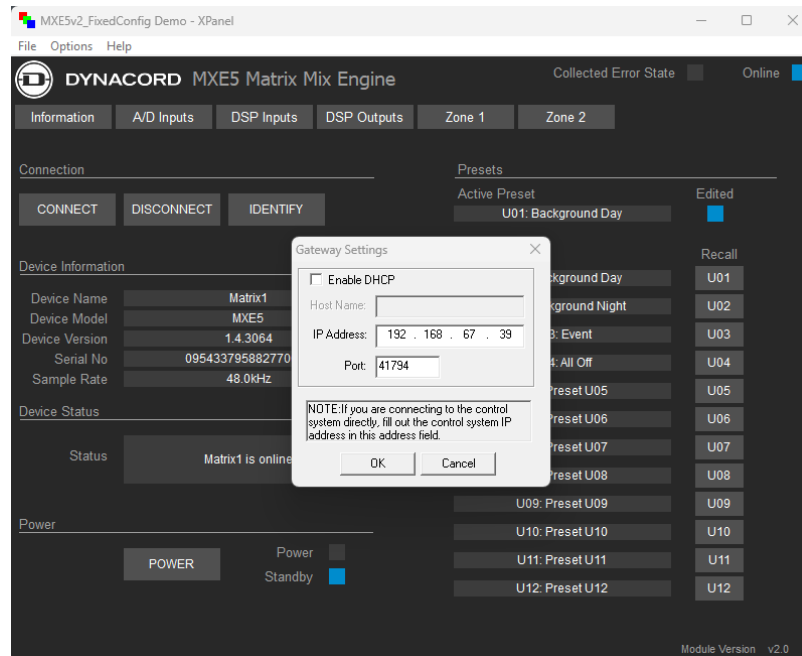 MXE5v2_FixedConfig Demo - XPanel
File Options Help
DYNACORD MXE5 Matrix Mix Engine
Collected Error State
Online
Information
A/D Inputs
DSP Inputs
DSP Outputs
Zone 1
Zone 2
Connection
CONNECT
DISCONNECT
IDENTIFY
Device Information
Device Name Matrix1
Device Model MXE5
Device Version 1.4.3064
Serial No 095433795882770
Sample Rate 48.0kHz
Device Status
Status Matrix1 is online
Power
POWER
Power
Standby
Gateway Settings
Enable DHCP
Host Name:
IP Address: 192 . 168 . 67 . 39
Port: 41794
NOTE:If you are connecting to the control
system directly, fill out the control system IP
address in this address field.
OK
Cancel
Presets
Active Preset Edited
U01: Background Day
Recall
kground Day U01
kground Night U02
: Event U03
: All Off U04
Preset U05 U05
Preset U06 U06
Preset U07 U07
Preset U08 U08
U09: Preset U09 U09
U10: Preset U10 U10
U11: Preset U11 U11
U12: Preset U12 U12
Module Version v2.0